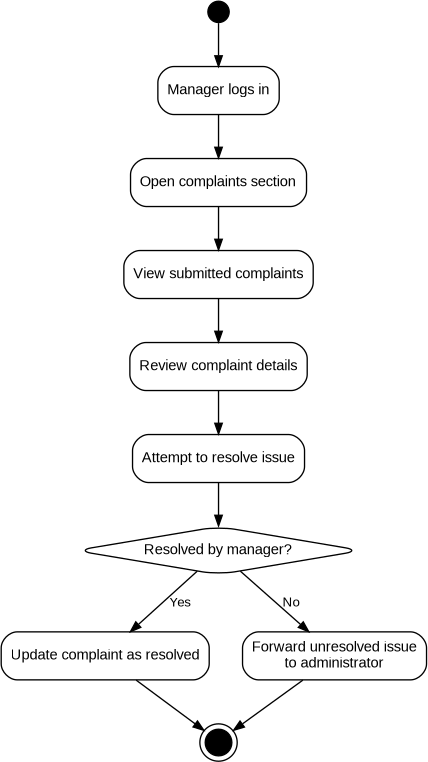 Manager logs in
Open complaints section
View submitted complaints
Review complaint details
Attempt to resolve issue
Resolved by manager?
Yes
No
Update complaint as resolved
Forward unresolved issue
to administrator